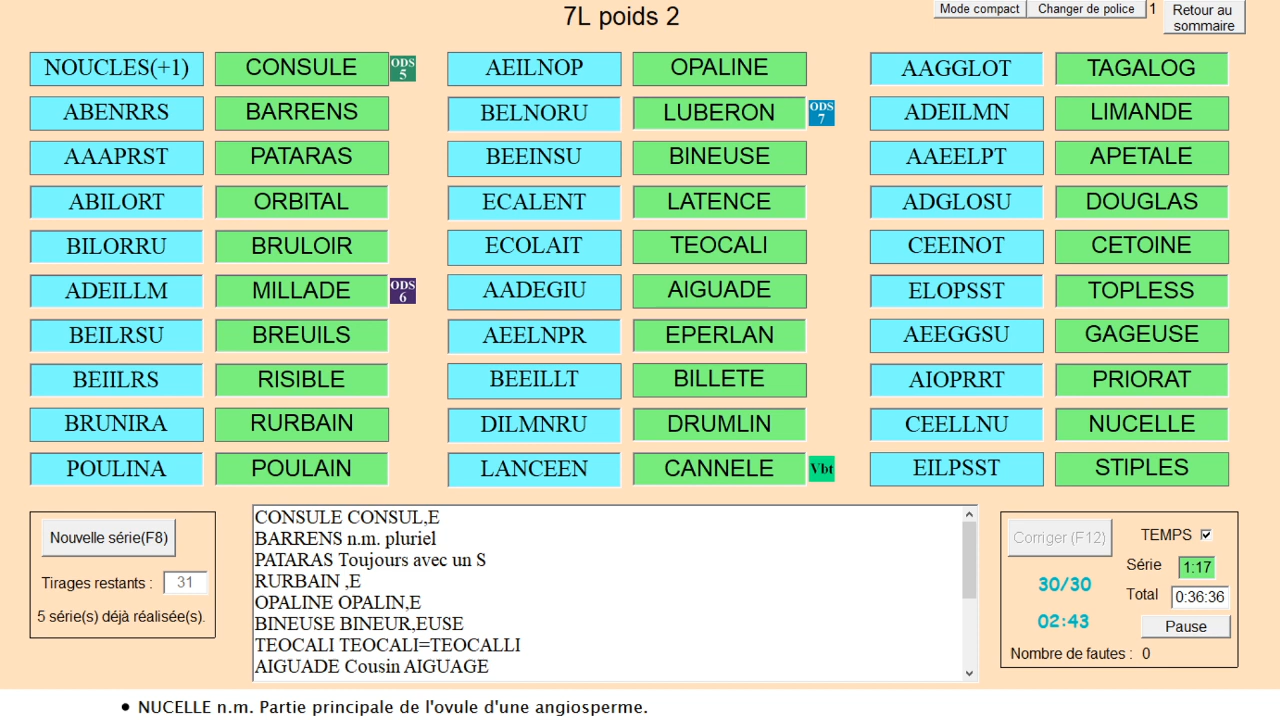 7L poids 2
Mode compact Changer de police 1 Retour au
sommaire
NOUCLES(+1) CONSULE ODS 5 AEILNOP OPALINE AAGGLOT TAGALOG
ABENRRS BARRENS BELNORU LUBERON ODS 7 ADEILMN LIMANDE
AAAPRST PATARAS BEEINSU BINEUSE AAEELPT APETALE
ABILORT ORBITAL ECALENT LATENCE ADGLOSU DOUGLAS
BILORRU BRULOIR ECOLAIT TEOCALI CEEINOT CETOINE
ADEILLM MILLADE ODS 6 AADEGIU AIGUADE ELOPSST TOPLESS
BEILRSU BREUILS AEELNPR EPERLAN AEEGGSU GAGEUSE
BEIILRS RISIBLE BEEILLT BILLETE AIOPRRT PRIORAT
BRUNIRA RURBAIN DILMNRU DRUMLIN CEELLNU NUCELLE
POULINA POULAIN LANCEEN CANNELE Vbt EILPSST STIPLES
Nouvelle série(F8)
Tirages restants : 31
5 série(s) déjà réalisée(s).
CONSULE CONSUL,E
BARRENS n.m. pluriel
PATARAS Toujours avec un S
RURBAIN ,E
OPALINE OPALIN,E
BINEUSE BINEUR,EUSE
TEOCALI TEOCALI=TEOCALLI
AIGUADE Cousin AIGUAGE
Corriger (F12) TEMPS
Série 1:17
30/30
Total 0:36:36
02:43
Pause
Nombre de fautes : 0
• NUCELLE n.m. Partie principale de l'ovule d'une angiosperme.